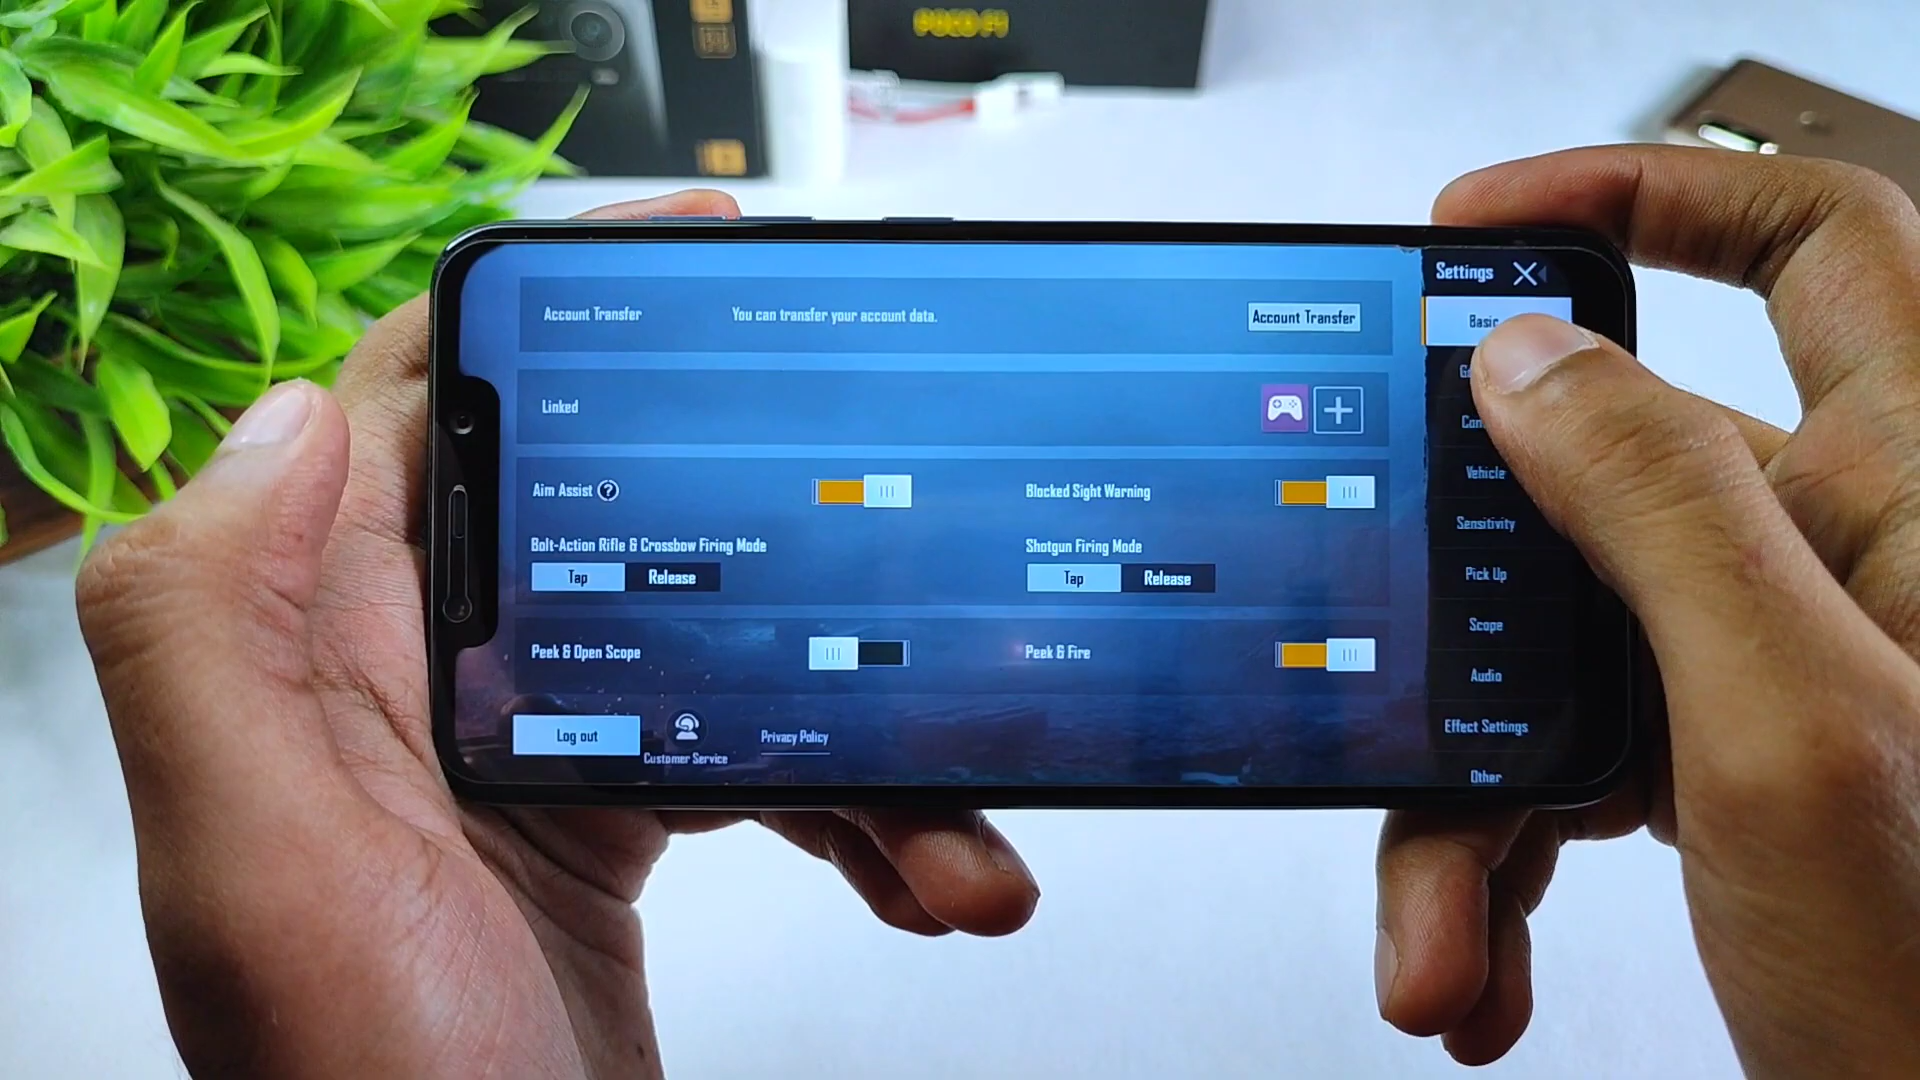 POCO F1
Settings
Basic
Account Transfer
You can transfer your account data.
Account Transfer
Linked
Vehicle
Aim Assist ?
Blocked Sight Warning
Sensitivity
Bolt-Action Rifle & Crossbow Firing Mode
Shotgun Firing Mode
Tap
Release
Tap
Release
Pick Up
Scope
Peek & Open Scope
Peek & Fire
Audio
Effect Settings
Log out
Customer Service
Privacy Policy
Other